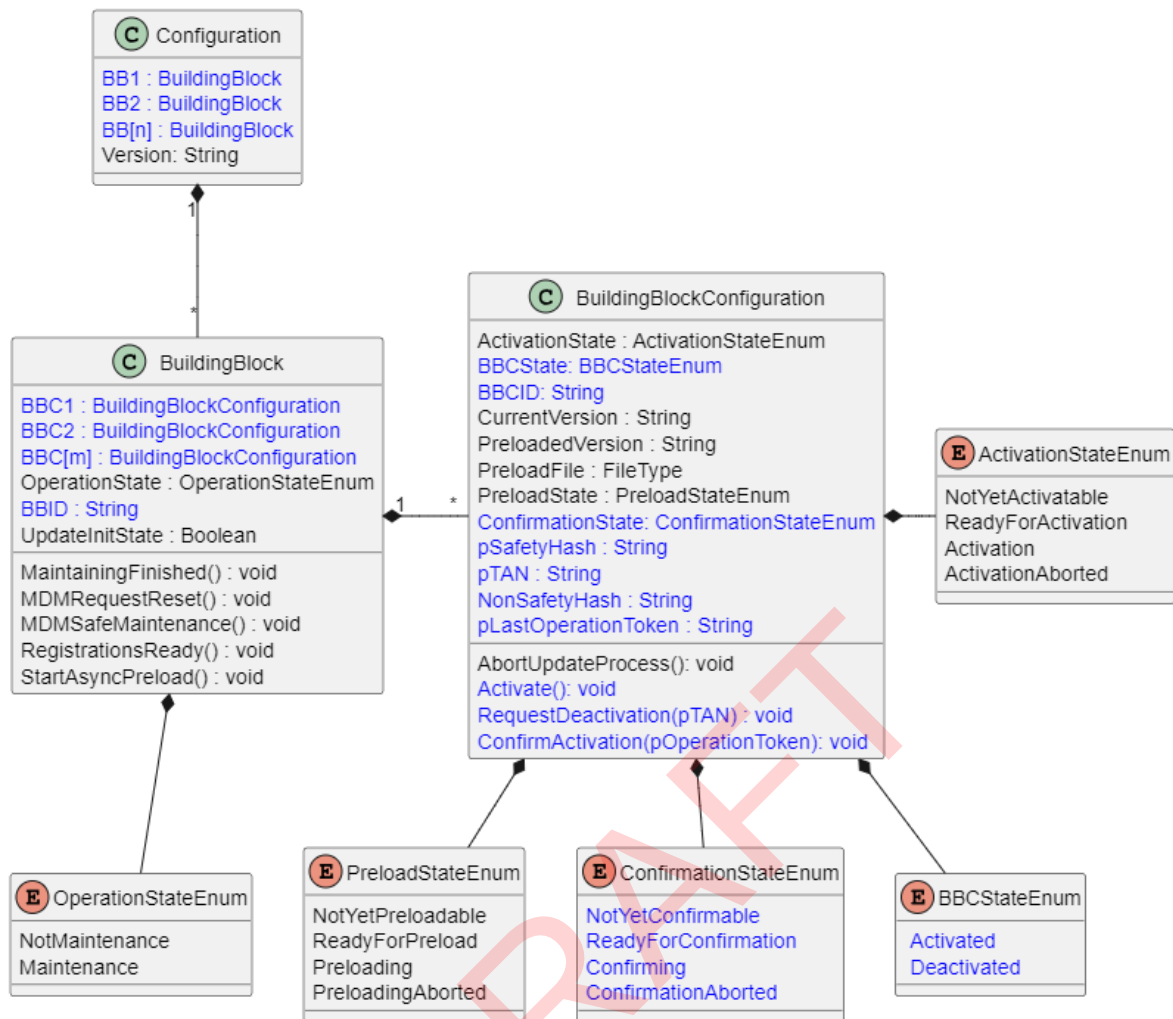 C Configuration
BB1 : BuildingBlock
BB2 : BuildingBlock
BB[n] : BuildingBlock
Version: String
1
*
C BuildingBlock
BBC1 : BuildingBlockConfiguration
BBC2 : BuildingBlockConfiguration
BBC[m] : BuildingBlockConfiguration
OperationState : OperationStateEnum
BBID : String
UpdateInitState : Boolean
MaintainingFinished() : void
MDMRequestReset() : void
MDMSafeMaintenance() : void
RegistrationsReady() : void
StartAsyncPreload() : void
1
*
C BuildingBlockConfiguration
ActivationState : ActivationStateEnum
BBCState: BBCStateEnum
BBCID: String
CurrentVersion : String
PreloadedVersion : String
PreloadFile : FileType
PreloadState : PreloadStateEnum
ConfirmationState: ConfirmationStateEnum
pSafetyHash : String
pTAN : String
NonSafetyHash : String
pLastOperationToken : String
AbortUpdateProcess(): void
Activate(): void
RequestDeactivation(pTAN) : void
ConfirmActivation(pOperationToken): void
E ActivationStateEnum
NotYetActivatable
ReadyForActivation
Activation
ActivationAborted
E OperationStateEnum
NotMaintenance
Maintenance
E PreloadStateEnum
NotYetPreloadable
ReadyForPreload
Preloading
PreloadingAborted
E ConfirmationStateEnum
NotYetConfirmable
ReadyForConfirmation
Confirming
ConfirmationAborted
E BBCStateEnum
Activated
Deactivated
RAFT